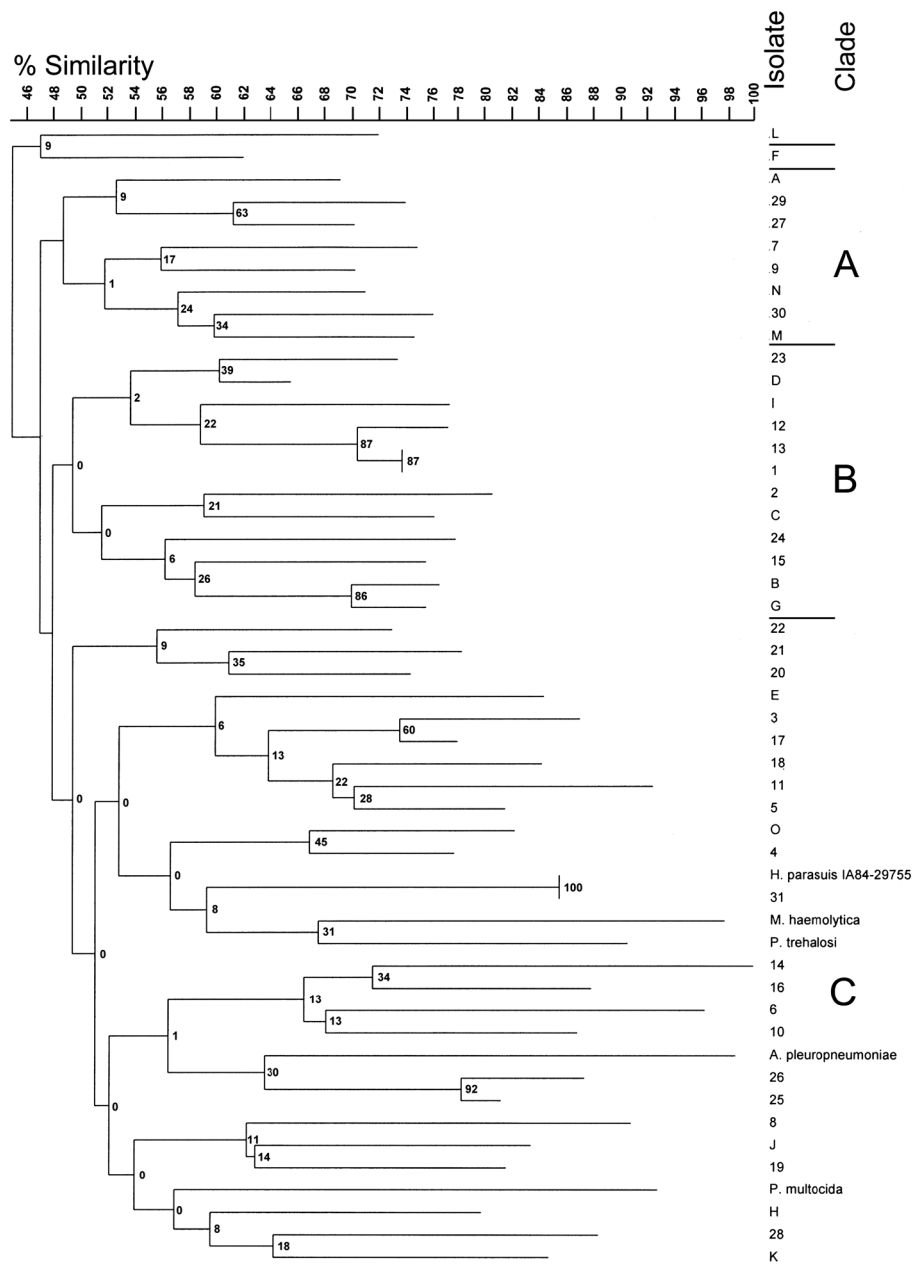 % Similarity
Isolate
Clade
46 48 50 52 54 56 58 60 62 64 66 68 70 72 74 76 78 80 82 84 86 88 90 92 94 96 98 100
L
9
F
A
9
29
63
27
7
17
9
A
1
N
24
30
34
M
23
39
D
2
I
22
12
87
13
87
0
1
B
2
21
C
0
24
6
15
26
B
86
G
22
9
21
35
20
E
6
3
60
17
13
18
22
11
28
5
0
0
O
45
4
0
H. parasuis IA84-29755
100
31
8
M. haemolytica
31
P. trehalosi
0
14
34
16
C
13
6
13
10
1
A. pleuropneumoniae
30
26
92
25
0
8
11
J
14
19
0
P. multocida
0
H
8
28
18
K